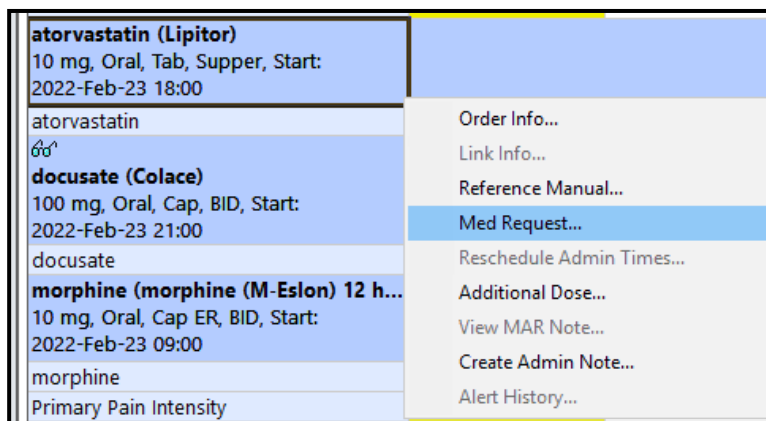 atorvastatin (Lipitor)
10 mg, Oral, Tab, Supper, Start:
2022-Feb-23 18:00
atorvastatin
docusate (Colace)
100 mg, Oral, Cap, BID, Start:
2022-Feb-23 21:00
docusate
morphine (morphine (M-Eslon) 12 h...
10 mg, Oral, Cap ER, BID, Start:
2022-Feb-23 09:00
morphine
Primary Pain Intensity
Order Info...
Link Info...
Reference Manual...
Med Request...
Reschedule Admin Times...
Additional Dose...
View MAR Note...
Create Admin Note...
Alert History...